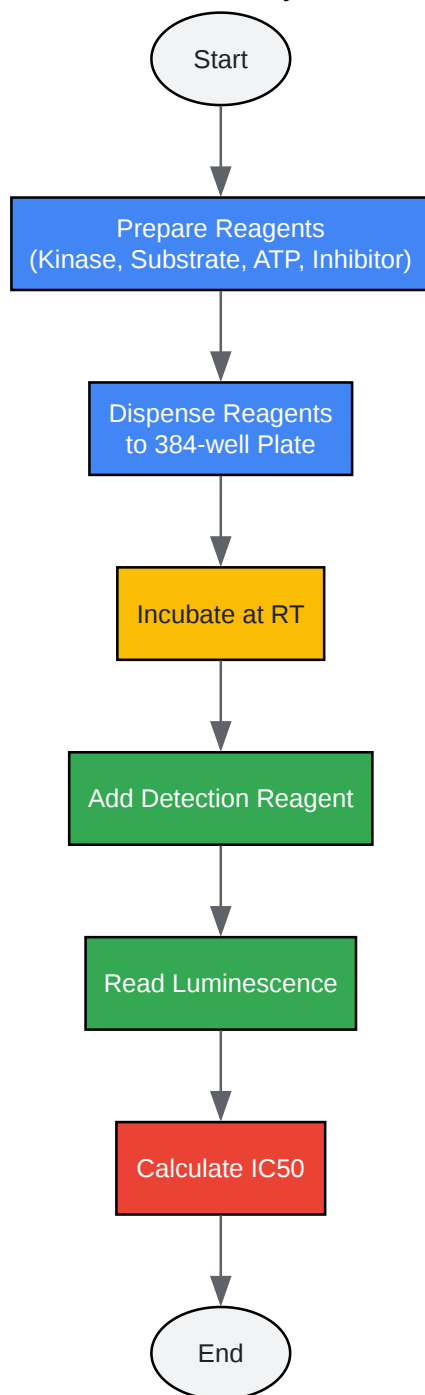 Start
Prepare Reagents
(Kinase, Substrate, ATP, Inhibitor)
Dispense Reagents
to 384-well Plate
Incubate at RT
Add Detection Reagent
Read Luminescence
Calculate IC50
End